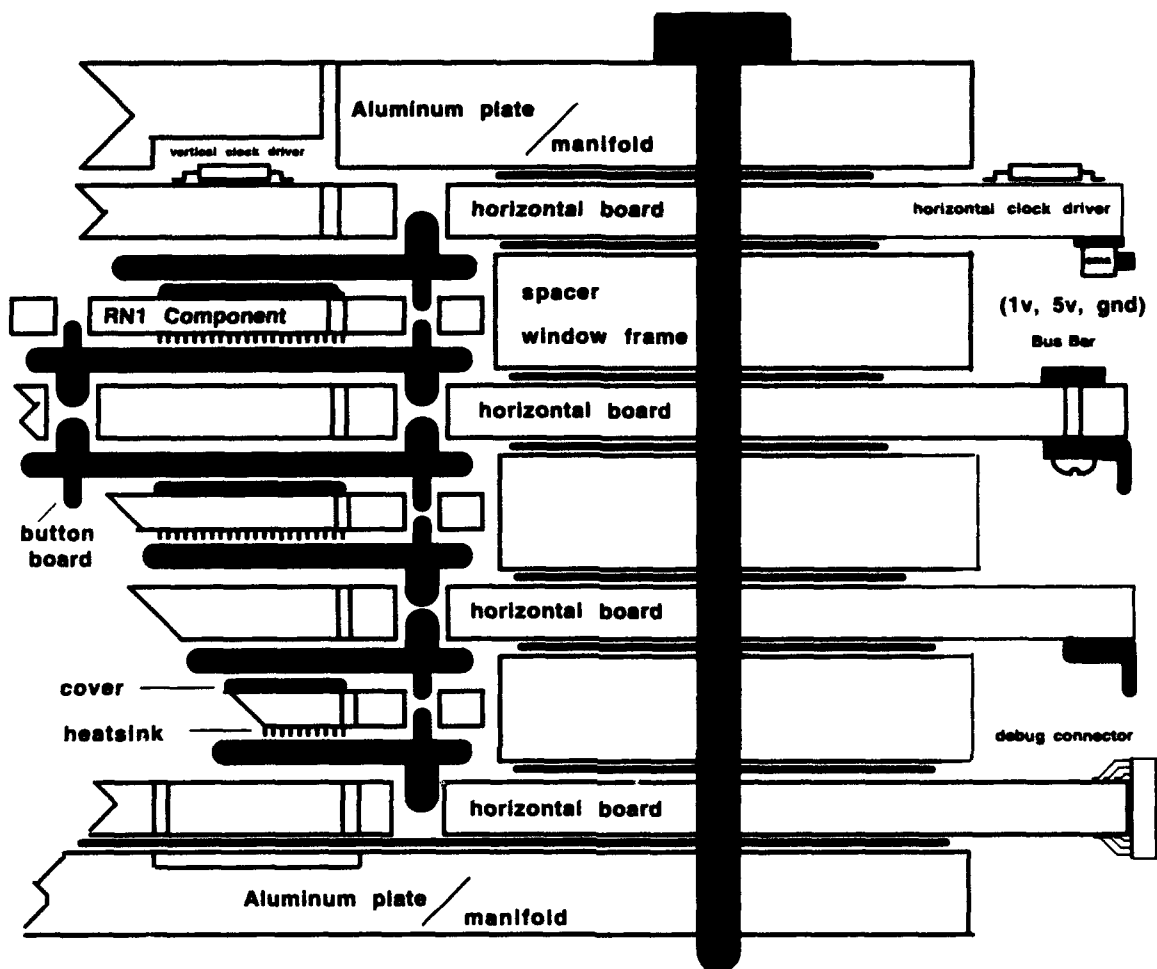 Aluminum plate
manifold
vertical clock driver
horizontal board
horizontal clock driver
spacer
(1v, 5v, gnd)
RN1 Component
window frame
Bus Bar
horizontal board
button
board
horizontal board
cover
heatsink
debug connector
horizontal board
Aluminum plate
manifold